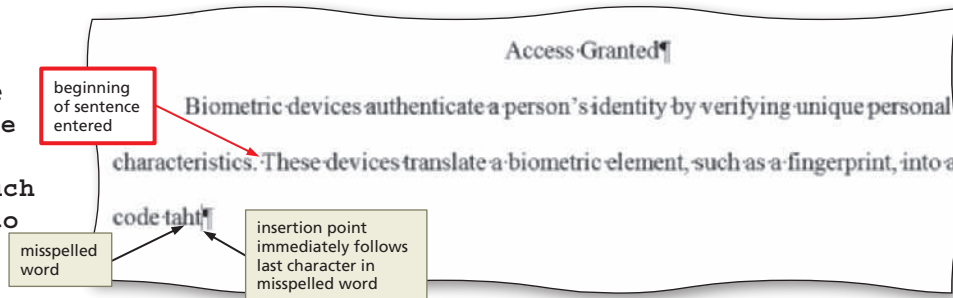 Access Granted¶
Biometric devices authenticate a person's identity by verifying unique personal
characteristics. These devices translate a biometric element, such as a fingerprint, into a
code taht¶
beginning
of sentence
entered
misspelled
word
insertion point
immediately follows
last character in
misspelled word